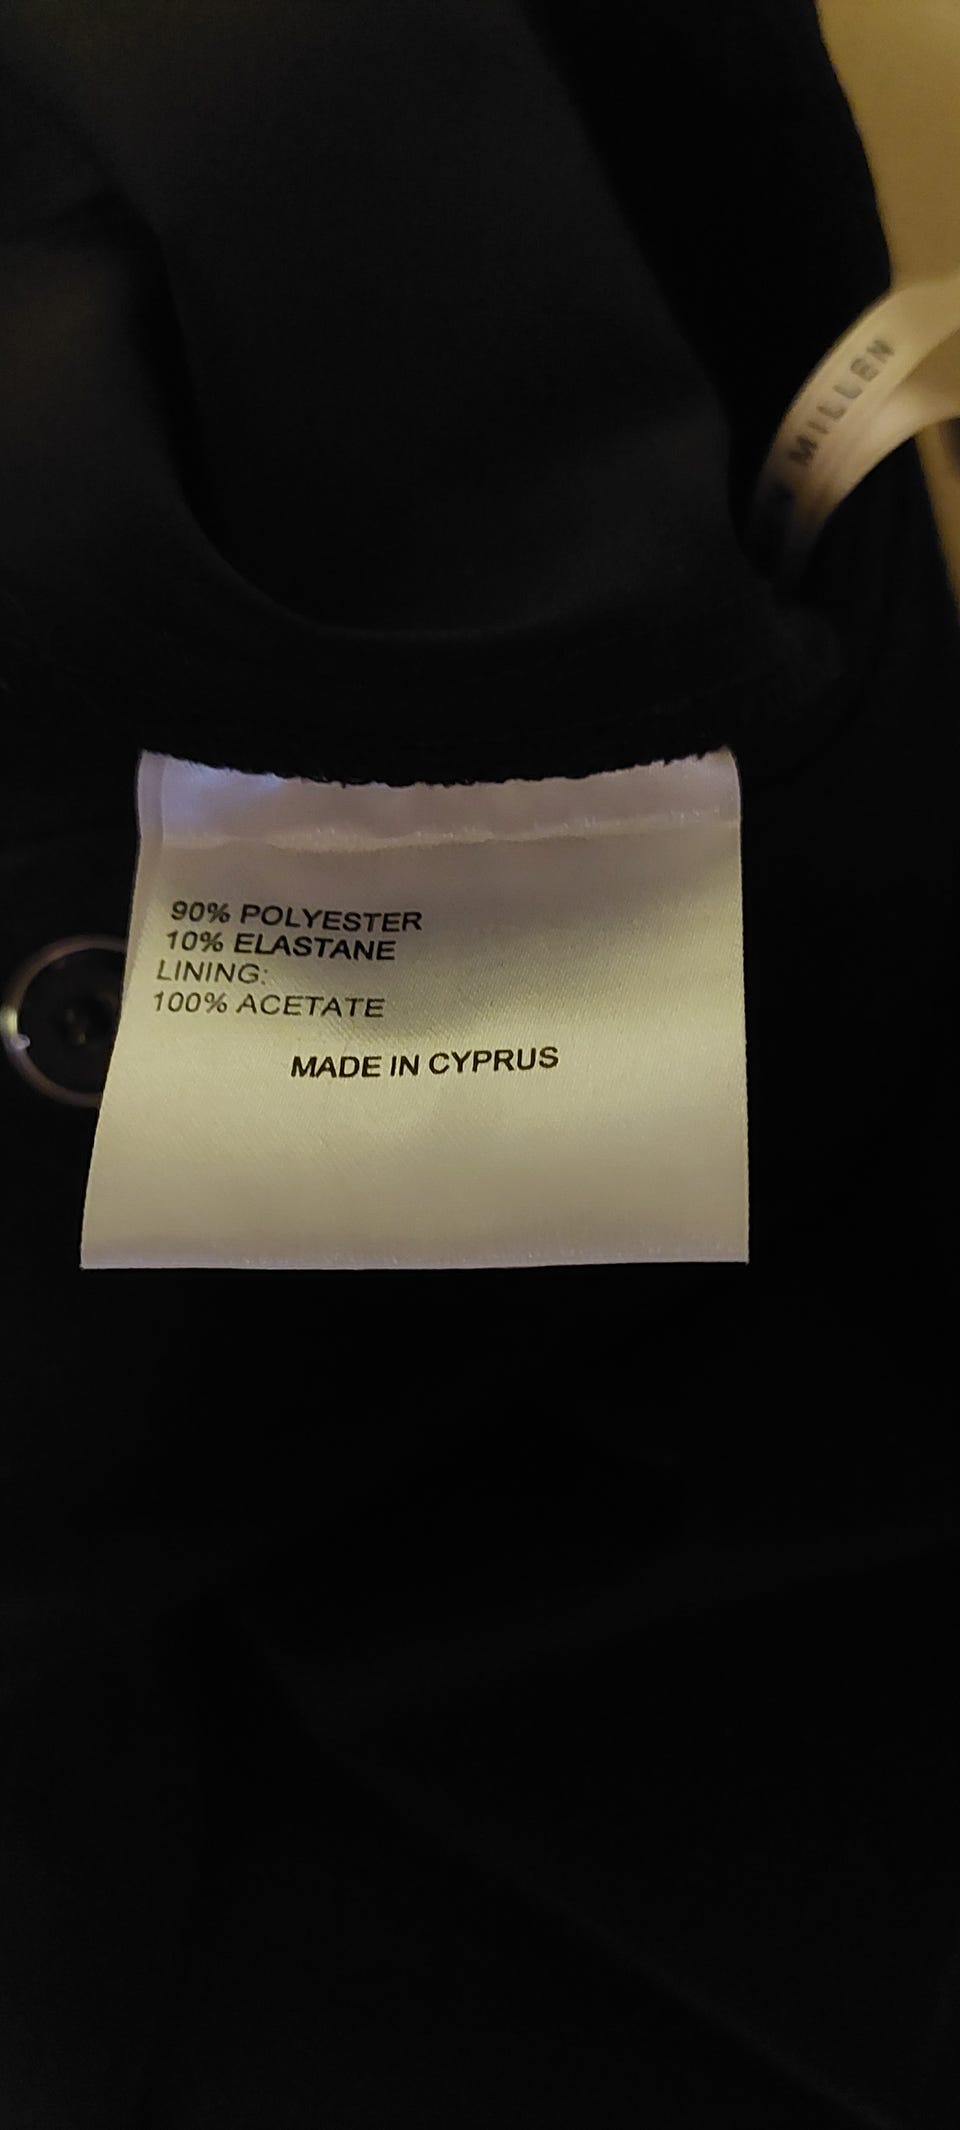 MILLEN
90% POLYESTER
10% ELASTANE
LINING:
100% ACETATE
MADE IN CYPRUS